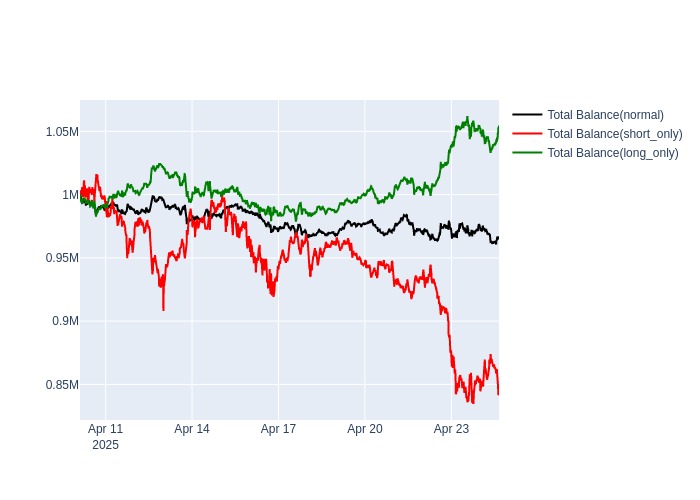 Total Balance(normal)
Total Balance(short_only)
Total Balance(long_only)
1.05M
1M
0.95M
0.9M
0.85M
Apr 11
2025
Apr 14
Apr 17
Apr 20
Apr 23